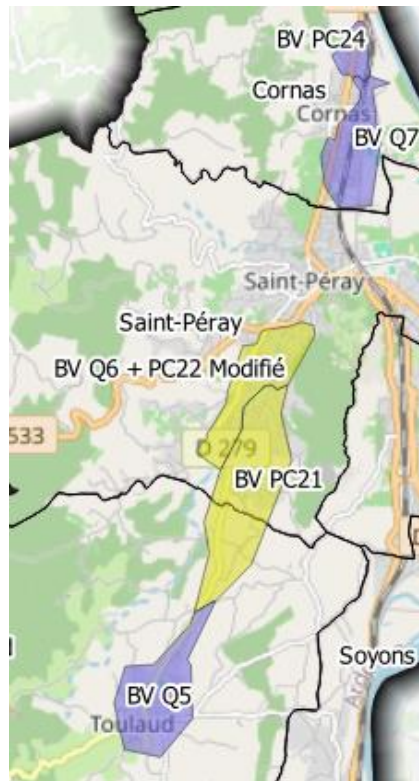 BV PC24
Cornas
Cornas
BV Q7
Saint-Péray
Saint-Péray
BV Q6 + PC22 Modifié
533
D 279
BV PC21
Soyons
BV Q5
Toulaud